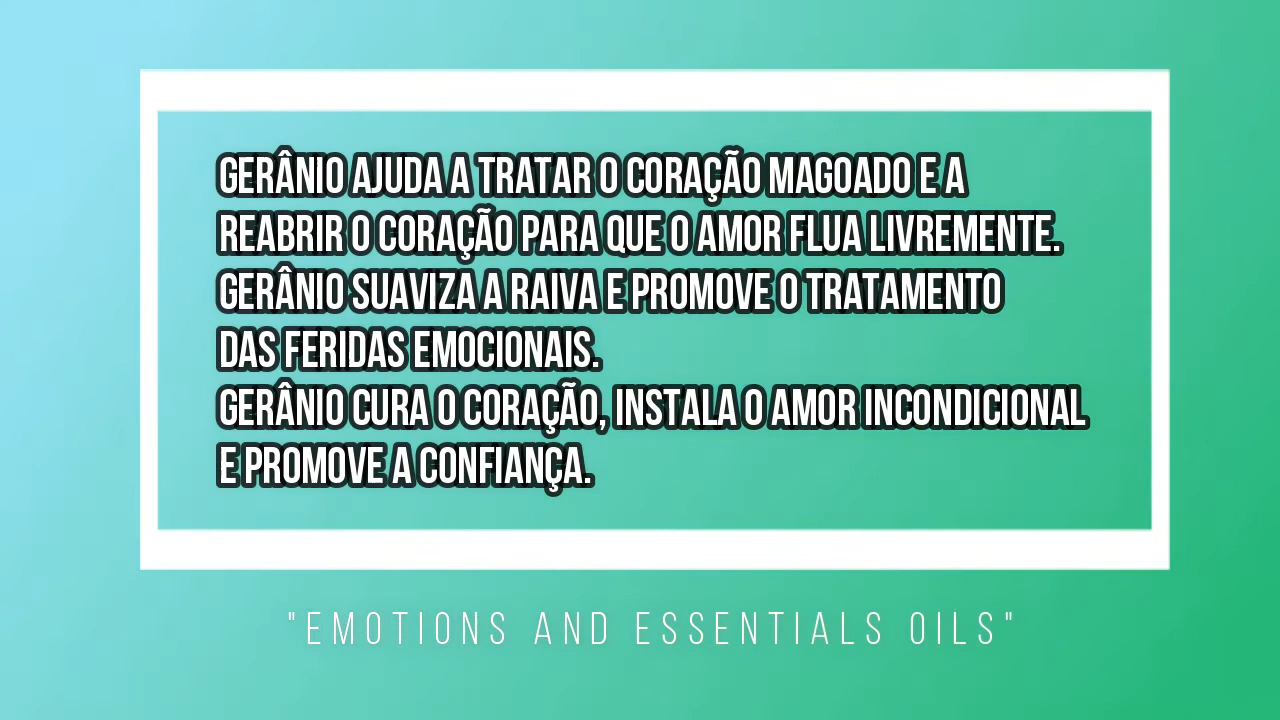 GERÂNIO AJUDA A TRATAR O CORAÇÃO MAGOADO E A
REABRIR O CORAÇÃO PARA QUE O AMOR FLUA LIVREMENTE.
GERÂNIO SUAVIZA A RAIVA E PROMOVE O TRATAMENTO
DAS FERIDAS EMOCIONAIS.
GERÂNIO CURA O CORAÇÃO, INSTALA O AMOR INCONDICIONAL
E PROMOVE A CONFIANÇA.
"EMOTIONS AND ESSENTIALS OILS"